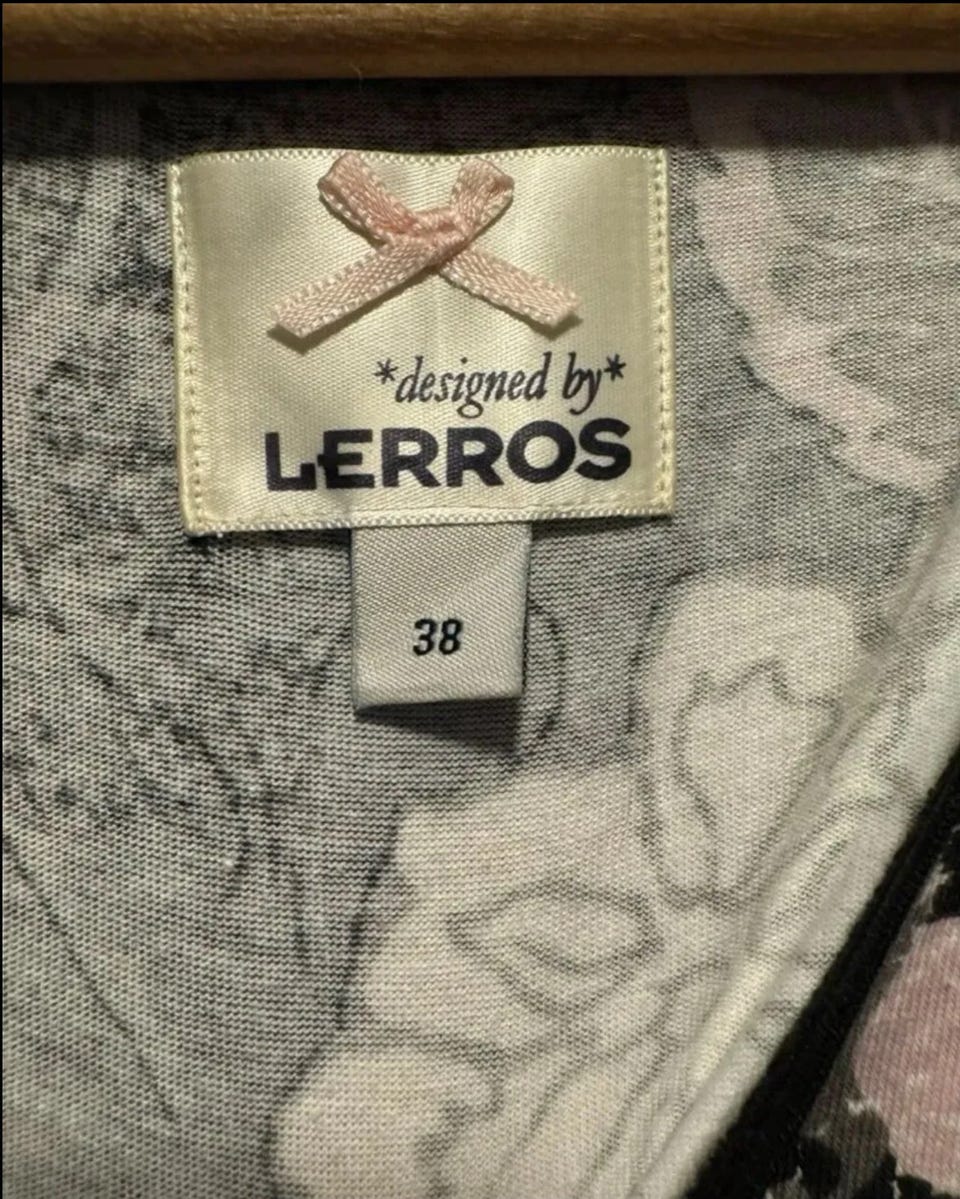 *designed by*
LERROS
38